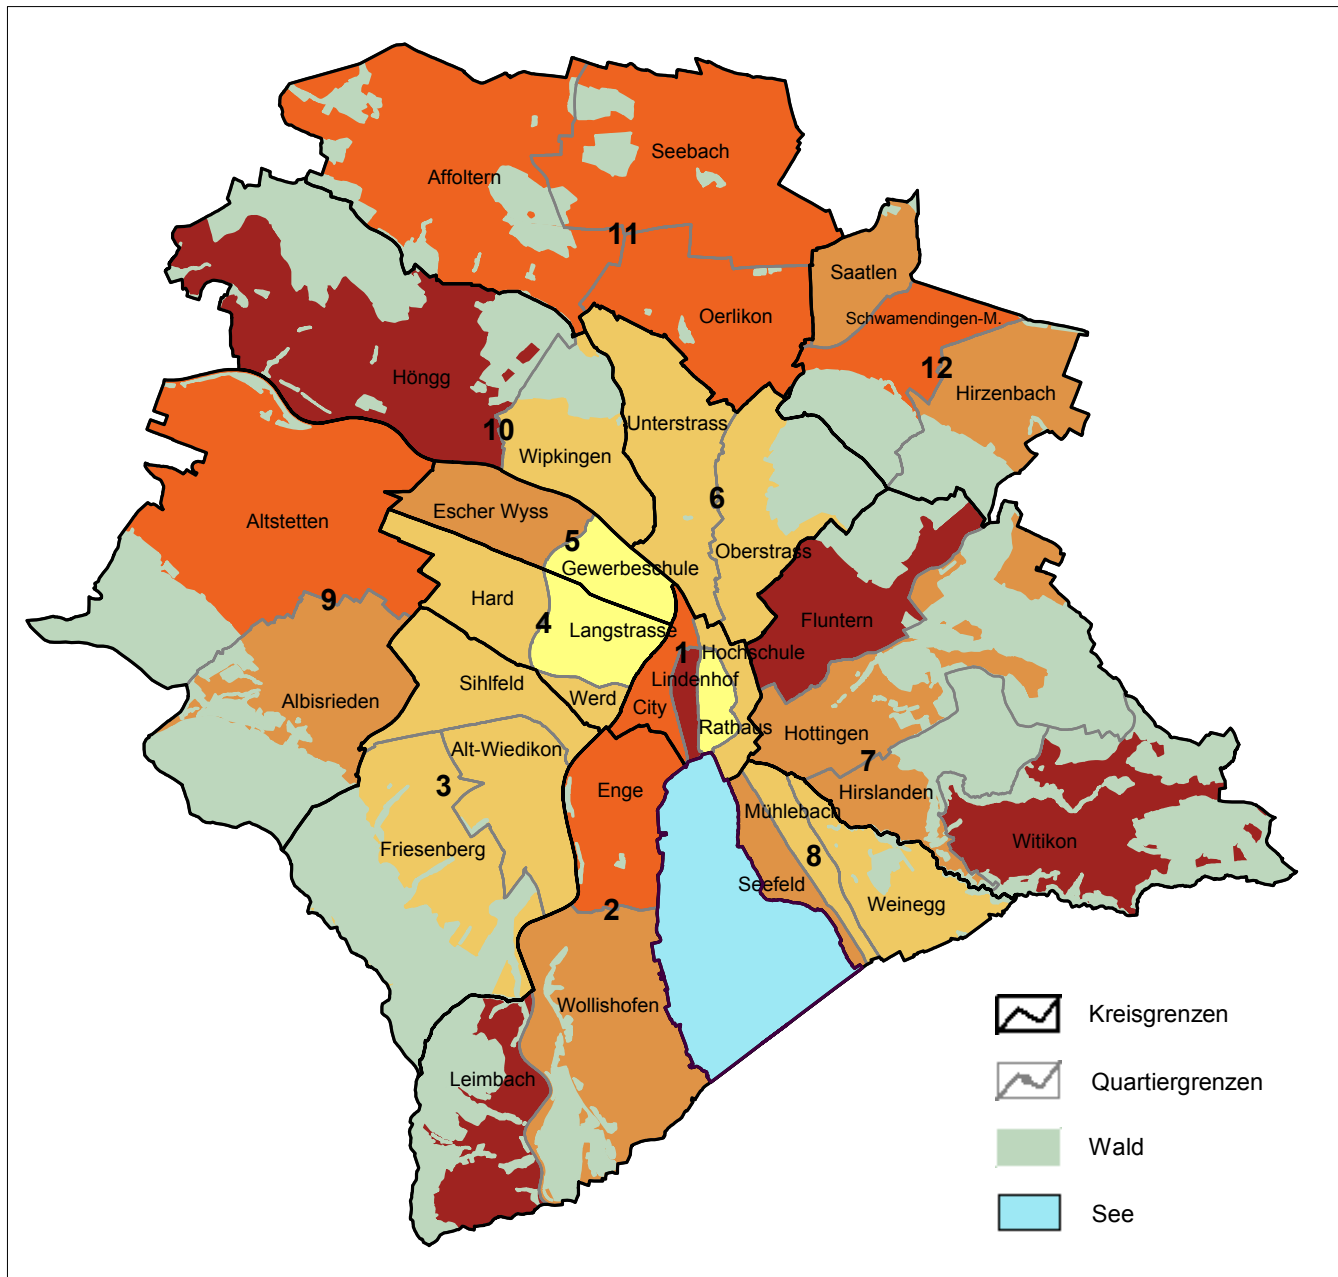 Seebach
Affoltern
11
Saatlen
Oerlikon
Schwamendingen-M.
12
Höngg
Hirzenbach
Unterstrass
10
Wipkingen
6
Escher Wyss
Altstetten
5
Oberstrass
Gewerbeschule
9
Hard
4
Langstrasse
Fluntern
1
Hochschule
Lindenhof
Sihlfeld
Werd
Albisrieden
City
Rathaus
Hottingen
Alt-Wiedikon
7
3
Enge
Hirslanden
Mühlebach
Witikon
Friesenberg
8
Seefeld
2
Weinegg
Wollishofen
Leimbach
Kreisgrenzen
Quartiergrenzen
Wald
See